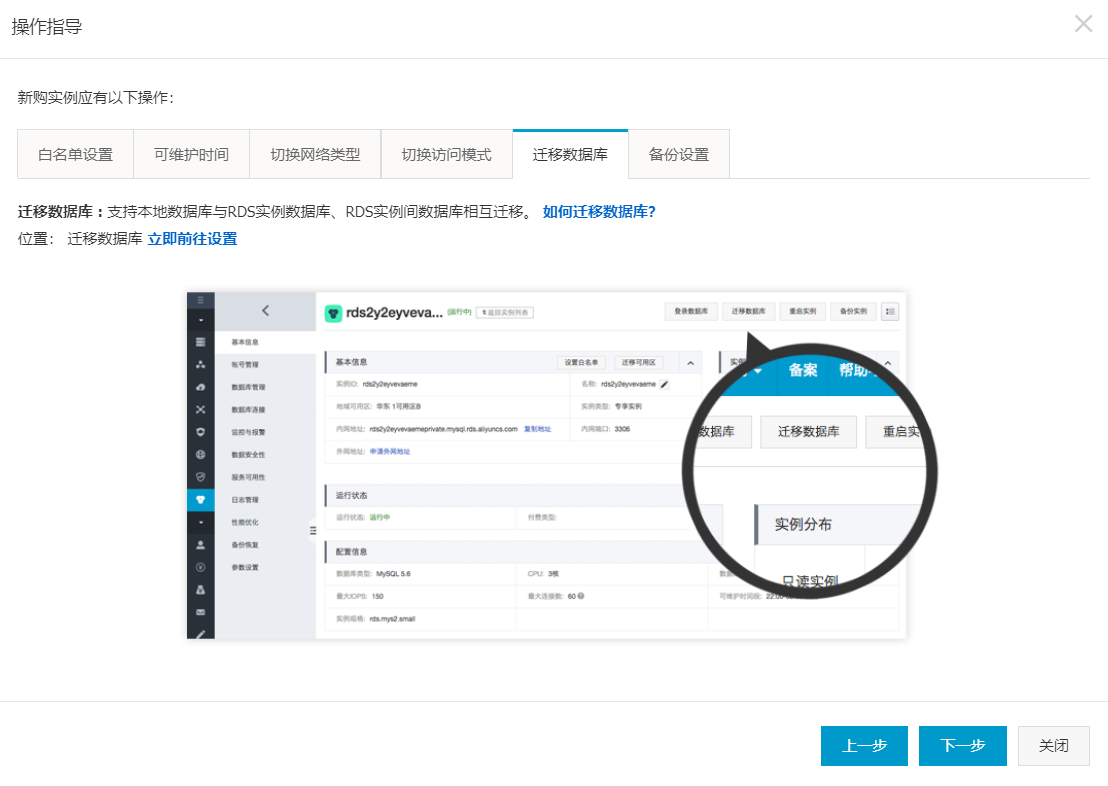 操作指导
新购实例应有以下操作:
白名单设置 可维护时间 切换网络类型 切换访问模式 迁移数据库 备份设置
迁移数据库：支持本地数据库与RDS实例数据库、RDS实例间数据库相互迁移。 如何迁移数据库?
位置： 迁移数据库 立即前往设置
rds2y2eyveva... (运行中) 返回实例列表 登录数据库 迁移数据库 重启实例 备份实例
基本信息
帐号管理
数据库管理
数据库连接
监控与报警
数据安全性
服务可用性
日志管理
性能优化
备份恢复
参数设置
基本信息 设置白名单 迁移可用区
实例ID: rds2y2eyvevaeme 名称: rds2y2eyvevaeme
地域可用区: 华东 1可用区B 实例类型: 专享实例
内网地址: rds2y2eyvevaemeprivate.mysql.rds.aliyuncs.com 复制地址 内网端口: 3306
外网地址: 申请外网地址
运行状态
运行状态: 运行中 付费类型:
配置信息
数据库类型: MySQL 5.6 CPU: 3核
最大IOPS: 150 最大连接数: 60 可维护时间段:
实例规格: rds.mys2.small
备案 帮助
数据库 迁移数据库 重启实
实例分布
只读实例
上一步 下一步 关闭